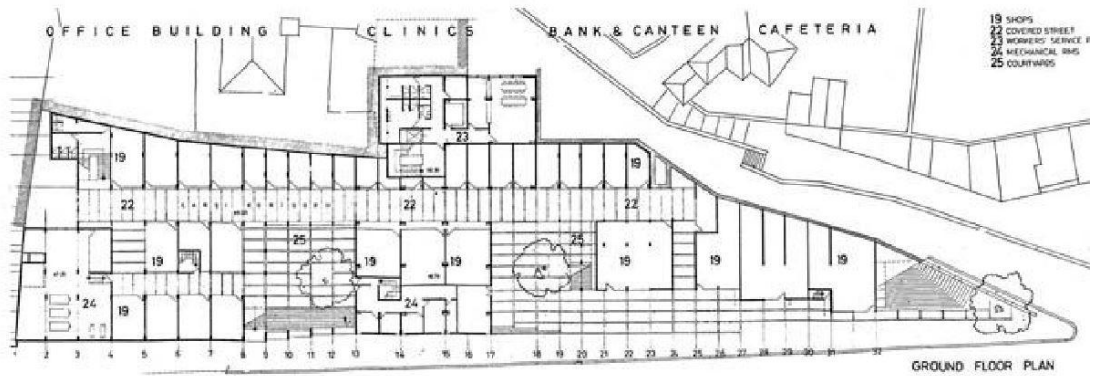 OFFICE BUILDING CLINICS BANK & CANTEEN CAFETERIA
19 SHOPS
22 COVERED STREET
23 WORKERS' SERVICE
24 MECHANICAL RMS
25 COURTYARDS
23
19 19
22 22 22
25 25
19 19 19 19 19 19
24 19 24
1 2 3 4 5 6 7 8 9 10 11 12 13 14 15 16 17 18 19 20 21 22 23 24 25 26 27 28 29 30 31 32
GROUND FLOOR PLAN